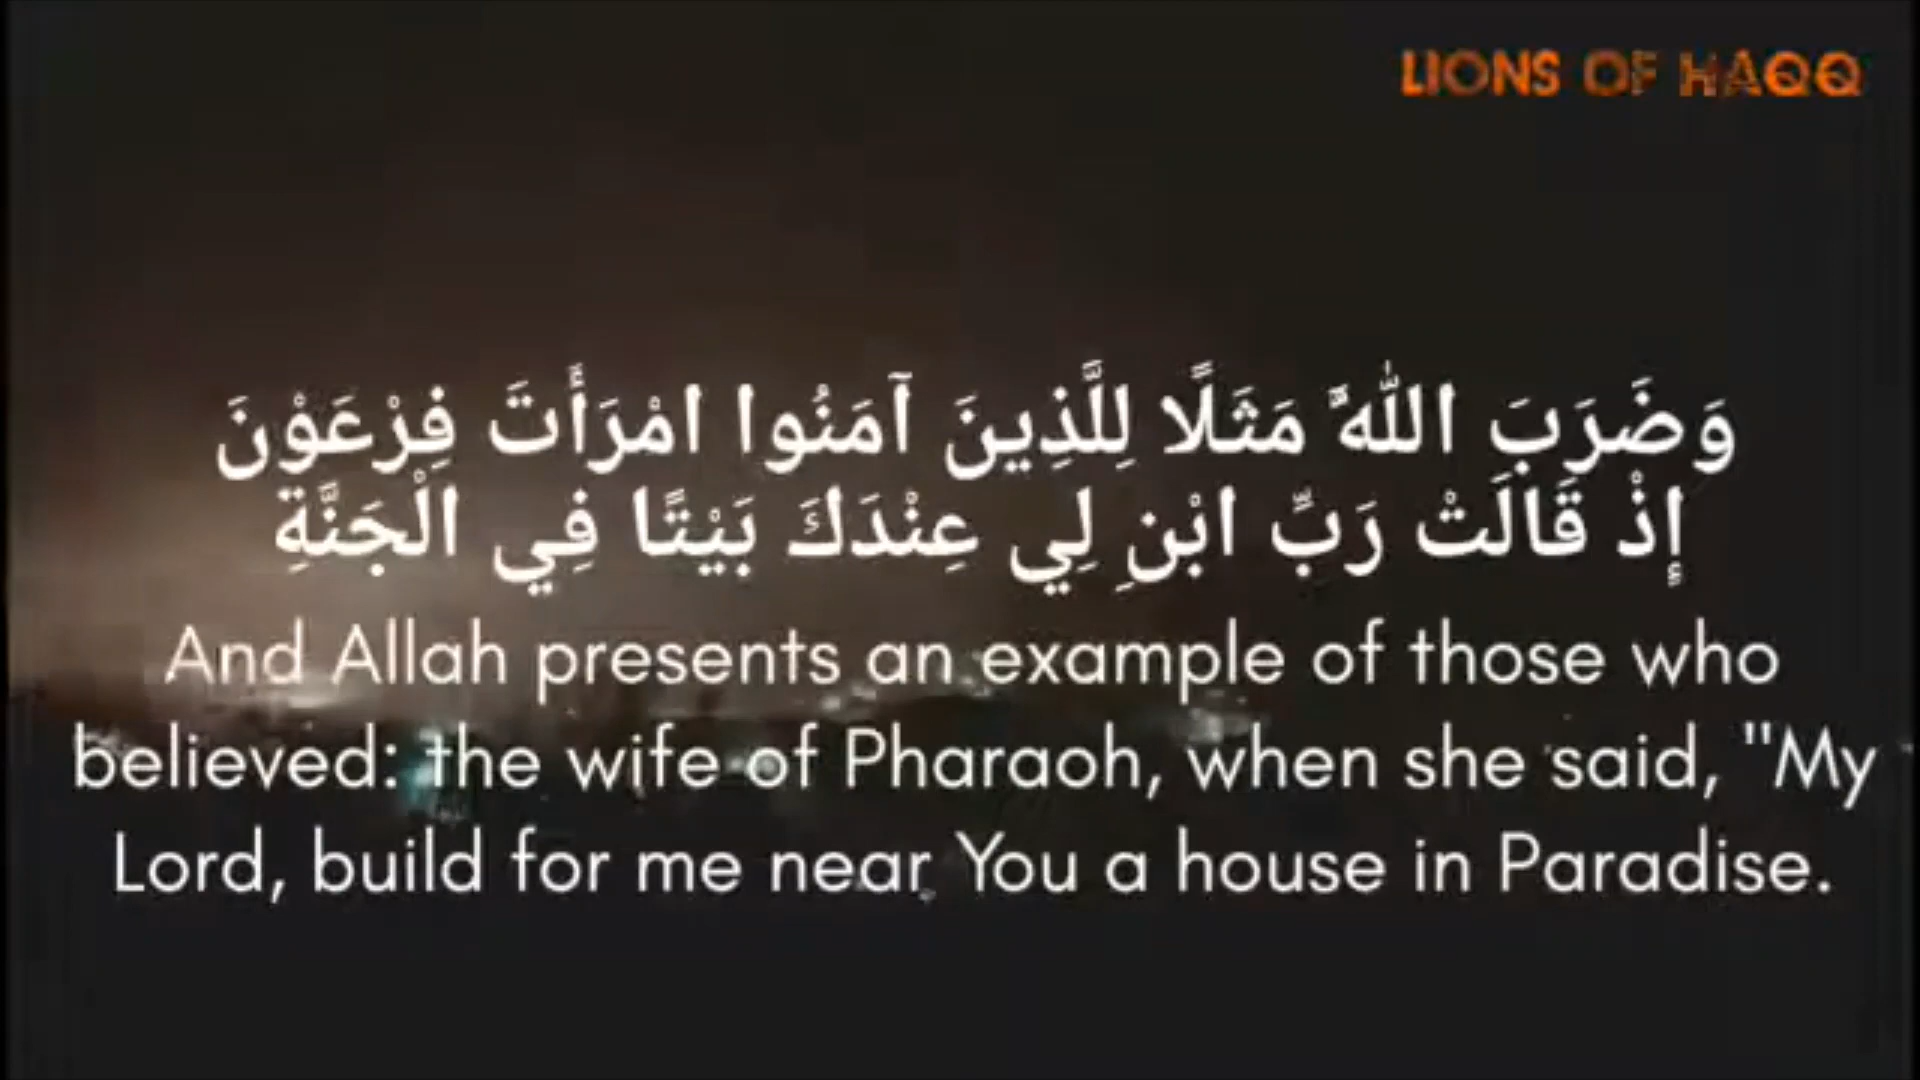 LIONS OF HAQQ
وَضَرَبَ اللَّهُ مَثَلًا لِلَّذِينَ آمَنُوا امْرَأَتَ فِرْعَوْنَ
إِذْ قَالَتْ رَبِّ ابْنِ لِي عِنْدَكَ بَيْتًا فِي الْجَنَّةِ
And Allah presents an example of those who
believed: the wife of Pharaoh, when she said, "My
Lord, build for me near You a house in Paradise.